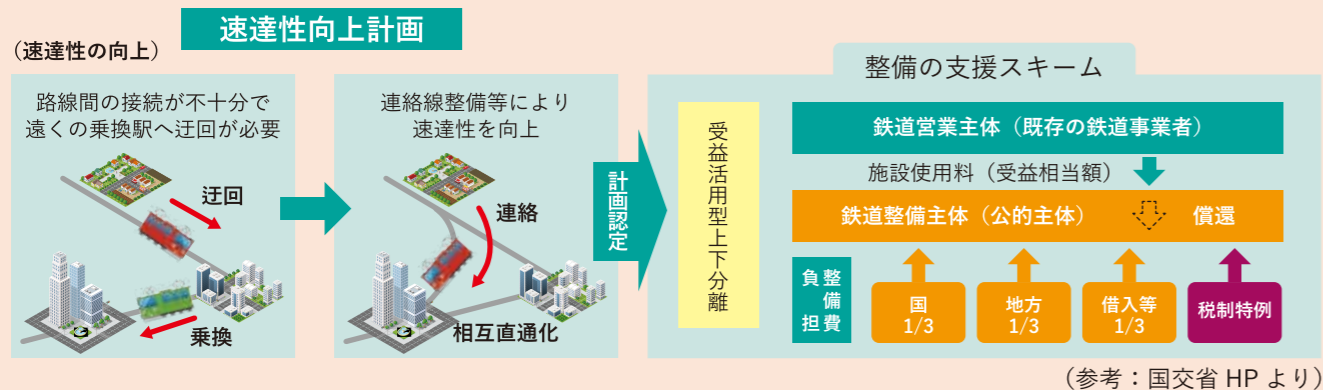 速達性向上計画
（速達性の向上）
路線間の接続が不十分で
遠くの乗換駅へ迂回が必要
迂回
乗換
連絡線整備等により
速達性を向上
連絡
相互直通化
計画認定
整備の支援スキーム
受益活用型上下分離
鉄道営業主体（既存の鉄道事業者）
施設使用料（受益相当額）
鉄道整備主体（公的主体）
償還
整備費
負担
国
1/3
地方
1/3
借入等
1/3
税制特例
（参考：国交省 HP より）